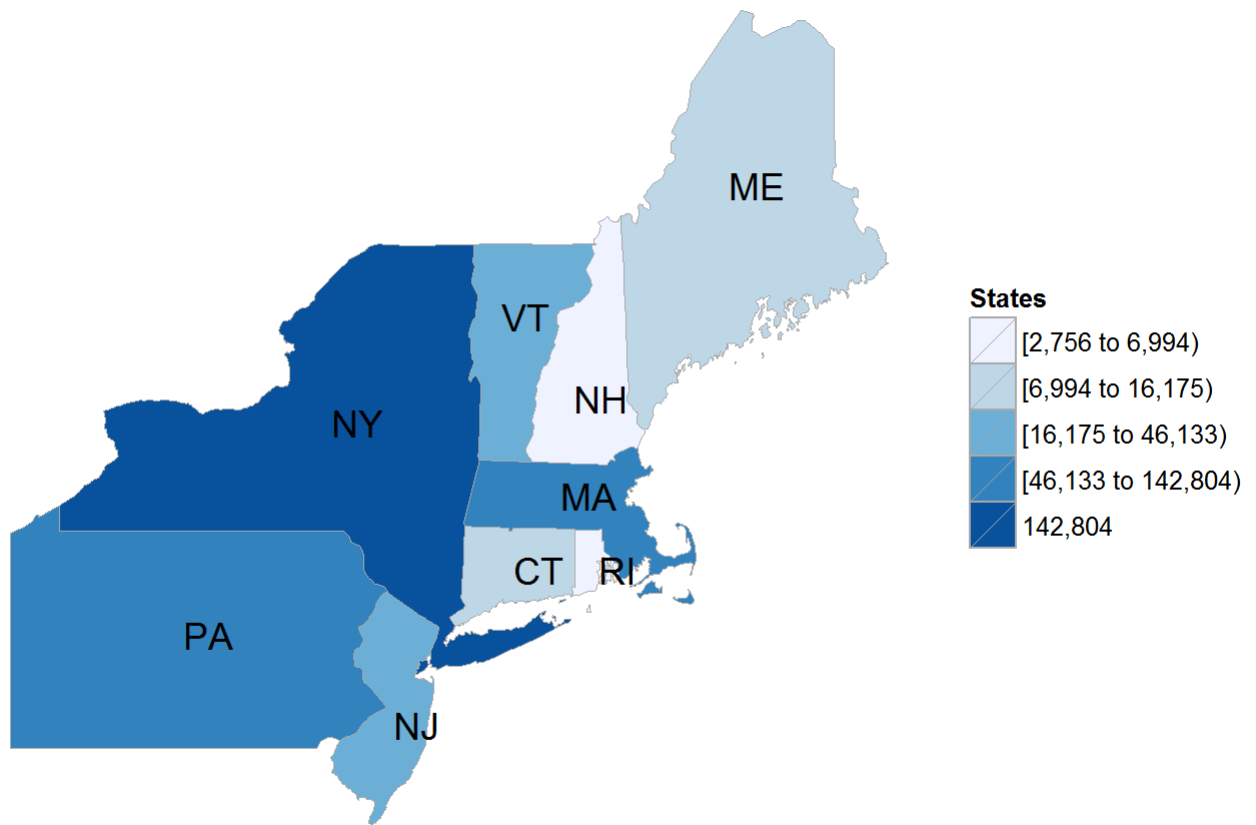 ME
VT
NH
NY
MA
CT
RI
PA
NJ
States
[2,756 to 6,994)
[6,994 to 16,175)
[16,175 to 46,133)
[46,133 to 142,804)
142,804